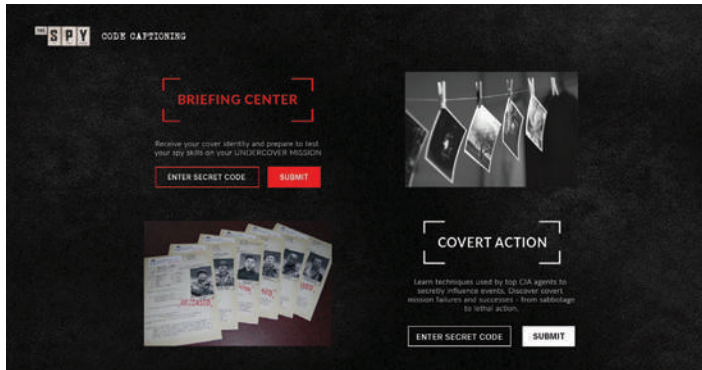 THE SPY CODE CAPTIONING
BRIEFING CENTER
Receive your cover identity and prepare to test
your spy skills on your UNDERCOVER MISSION
ENTER SECRET CODE
SUBMIT
COVERT ACTION
Learn techniques used by top CIA agents to
secretly influence events. Discover covert
mission failures and successes - from sabbotage
to lethal action.
ENTER SECRET CODE
SUBMIT